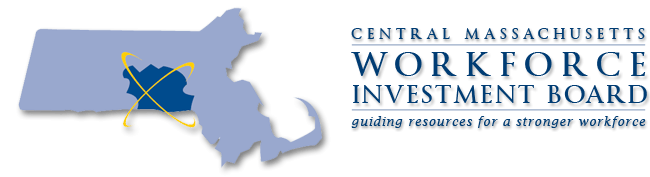 CENTRAL MASSACHUSETTS
WORKFORCE
INVESTMENT BOARD
guiding resources for a stronger workforce